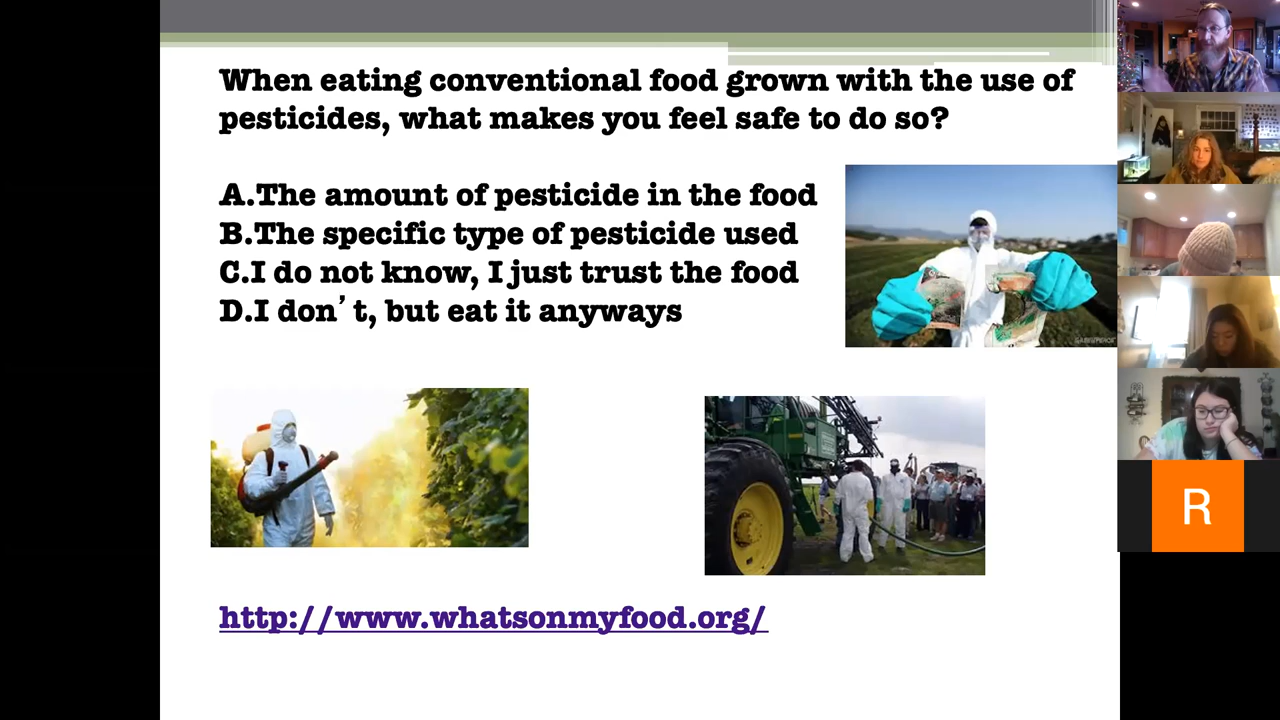 When eating conventional food grown with the use of
pesticides, what makes you feel safe to do so?
A.The amount of pesticide in the food
B.The specific type of pesticide used
C.I do not know, I just trust the food
D.I don’t, but eat it anyways
GREENPEACE
http://www.whatsonmyfood.org/
R